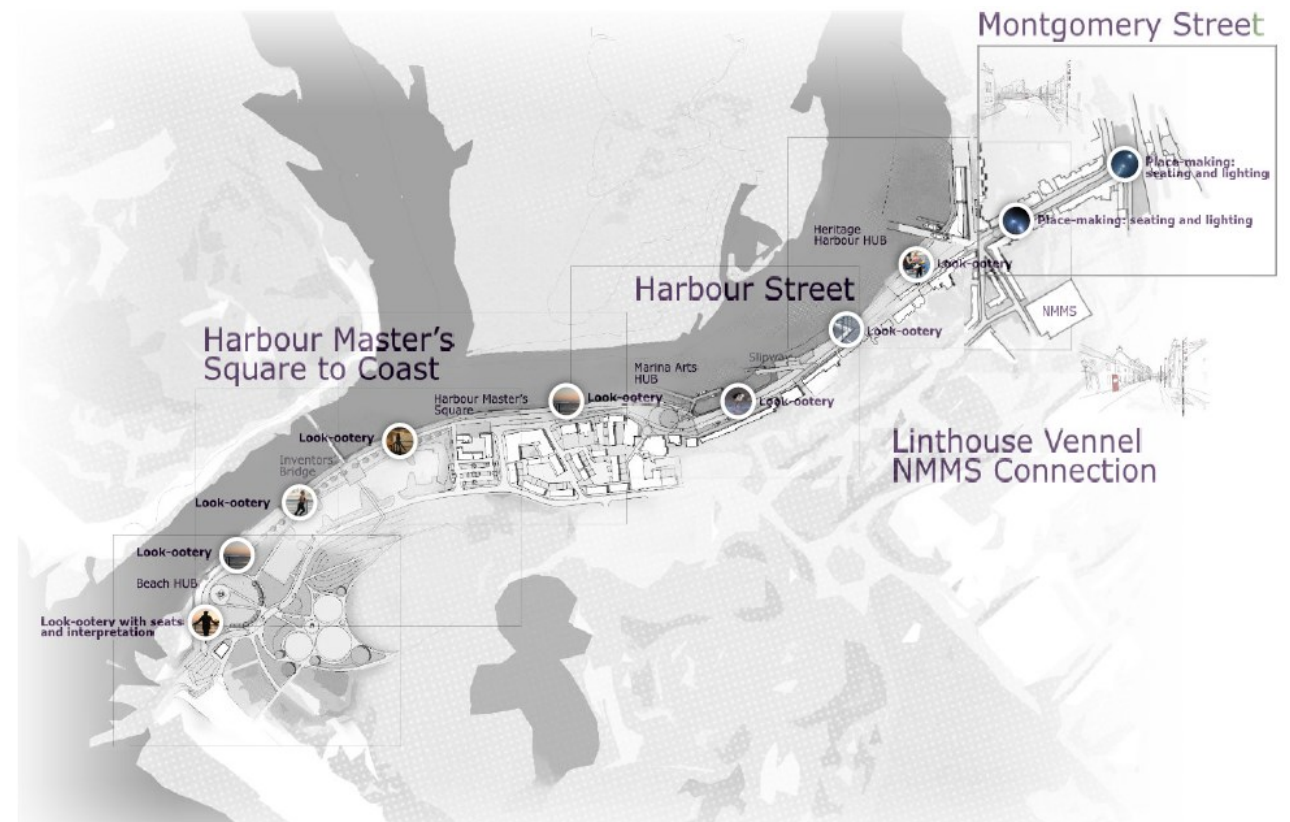 Montgomery Street
Place-making:
seating and lighting
Place-making: seating and lighting
Heritage
Harbour HUB
Look-ootery
Harbour Street
NMMS
Look-ootery
Harbour Master's
Square to Coast
Slipway
Marina Arts
HUB
Harbour Master's
Square
Look-ootery
Look-ootery
Look-ootery
Inventors'
Bridge
Linthouse Vennel
NMMS Connection
Look-ootery
Look-ootery
Beach HUB
Look-ootery with seats
and interpretation